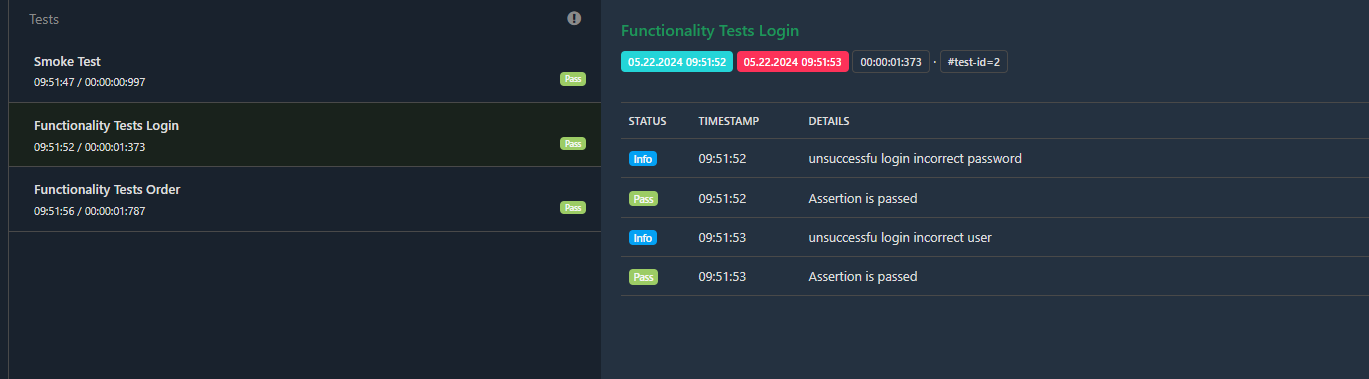 Tests
Smoke Test
09:51:47 / 00:00:00:997
Pass
Functionality Tests Login
09:51:52 / 00:00:01:373
Pass
Functionality Tests Order
09:51:56 / 00:00:01:787
Pass
Functionality Tests Login
05.22.2024 09:51:52 05.22.2024 09:51:53 00:00:01:373 · #test-id=2
STATUS TIMESTAMP DETAILS
Info 09:51:52 unsuccessfu login incorrect password
Pass 09:51:52 Assertion is passed
Info 09:51:53 unsuccessfu login incorrect user
Pass 09:51:53 Assertion is passed